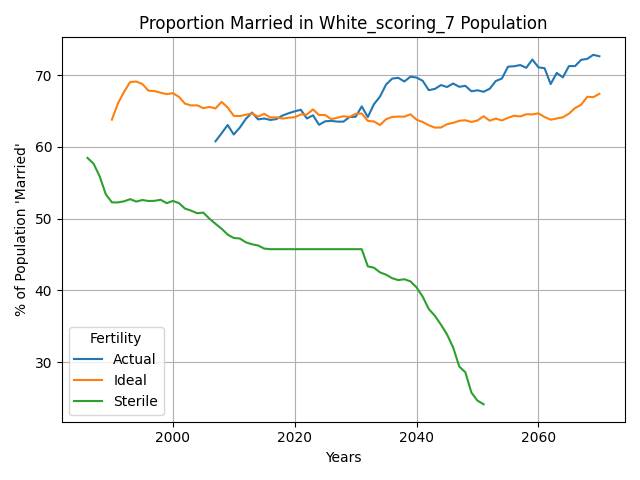 Proportion Married in White_scoring_7 Population
% of Population 'Married'
70
60
50
40
30
Fertility
Actual
Ideal
Sterile
2000
2020
2040
2060
Years